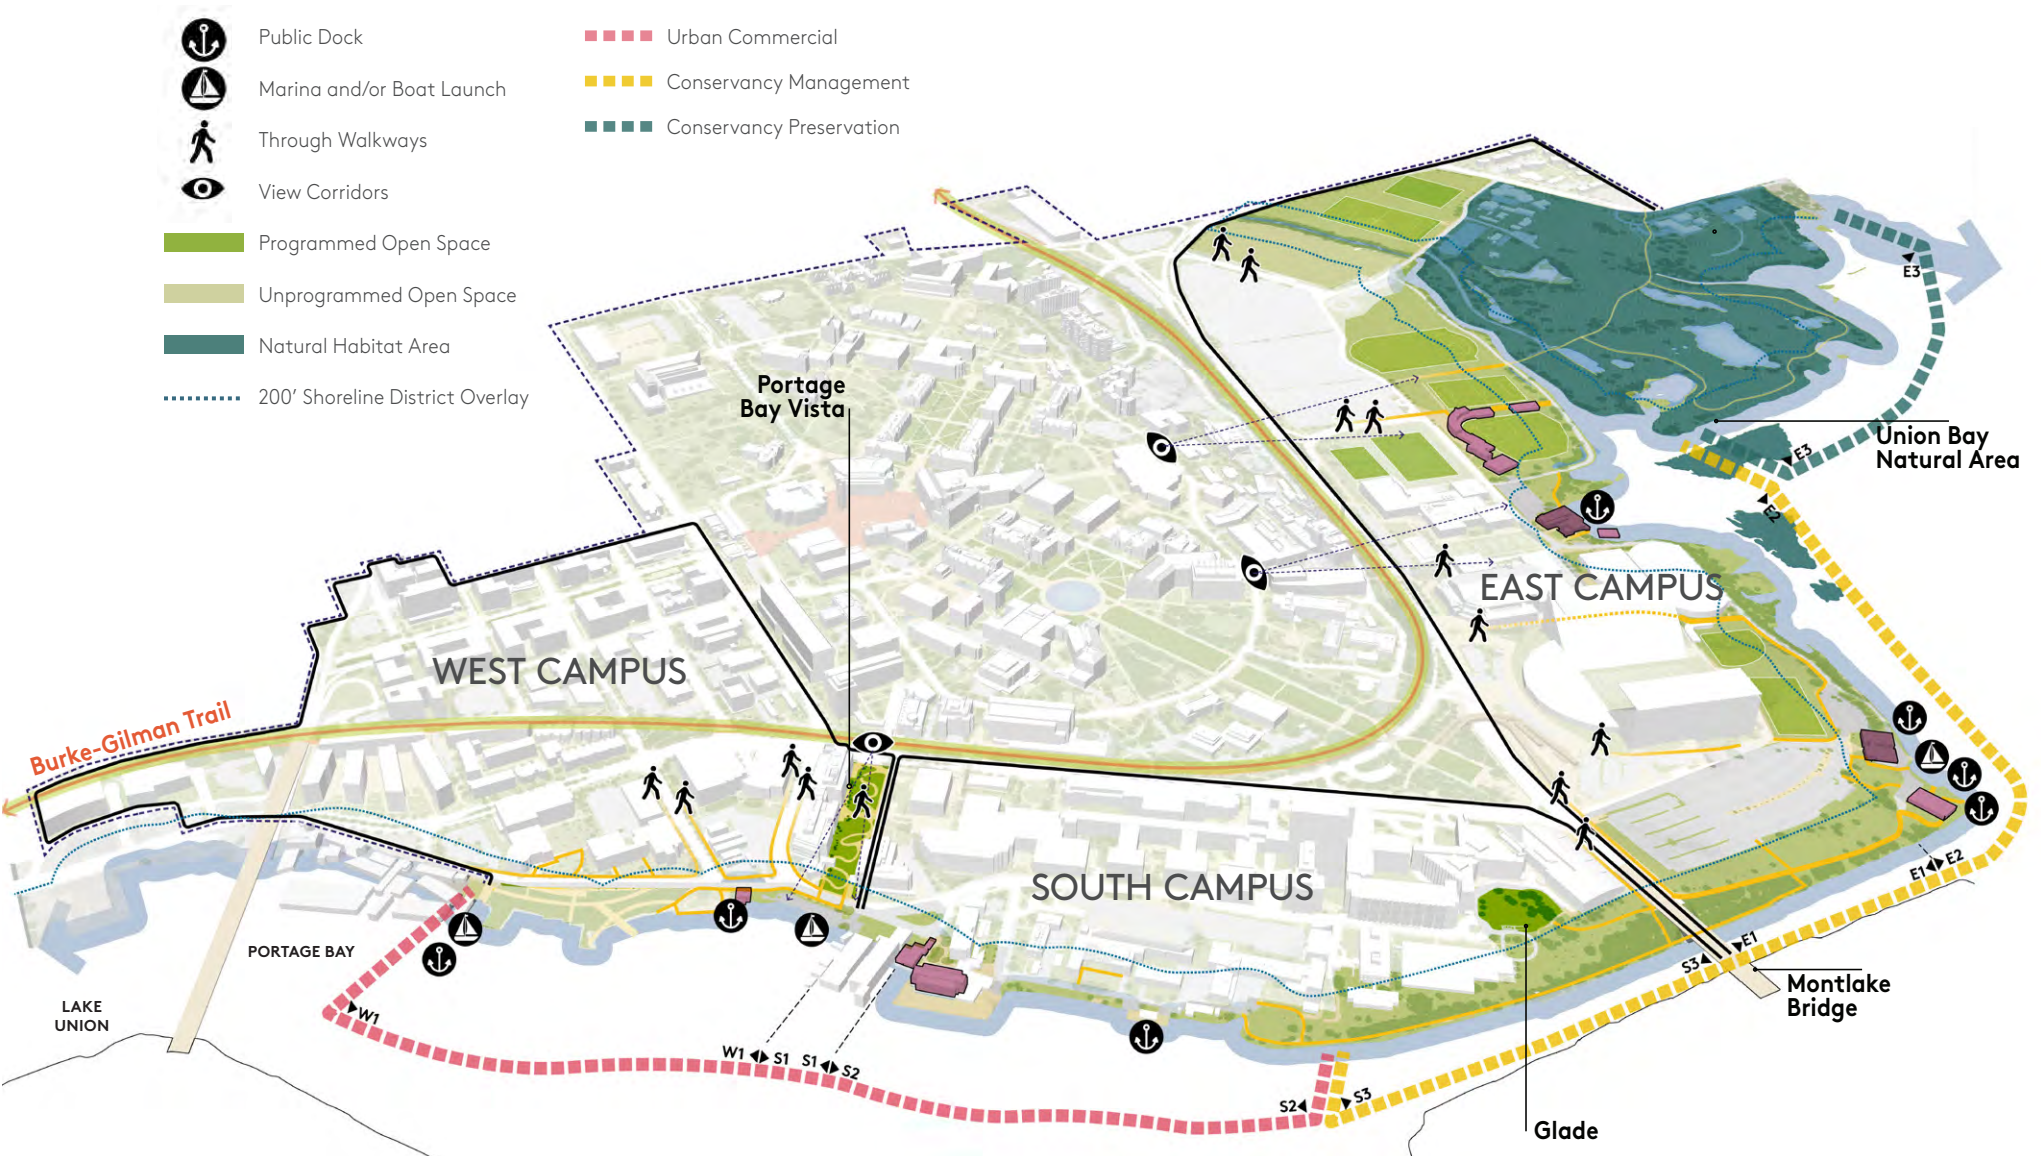 Public Dock
Marina and/or Boat Launch
Through Walkways
View Corridors
Programmed Open Space
Unprogrammed Open Space
Natural Habitat Area
200' Shoreline District Overlay
Urban Commercial
Conservancy Management
Conservancy Preservation
Portage
Bay Vista
E3
Union Bay
Natural Area
E3
E2
EAST CAMPUS
WEST CAMPUS
Burke-Gilman Trail
SOUTH CAMPUS
E1 E2
PORTAGE BAY
E1
S3
Montlake
Bridge
LAKE
UNION
W1
W1 S1
S1 S2
S2
S3
Glade